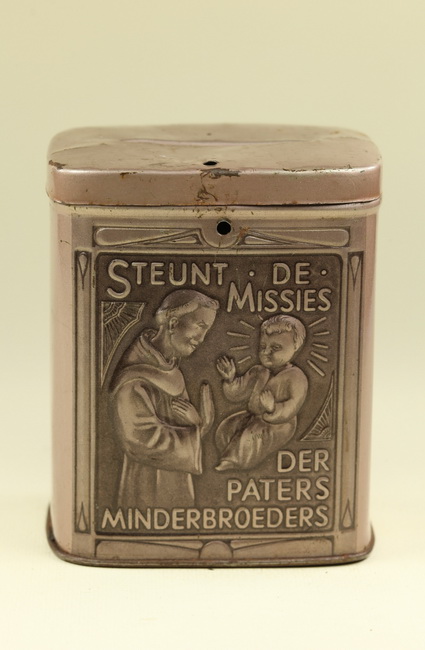 STEUNT · DE ·
MISSIES
DER
PATERS
MINDERBROEDERS